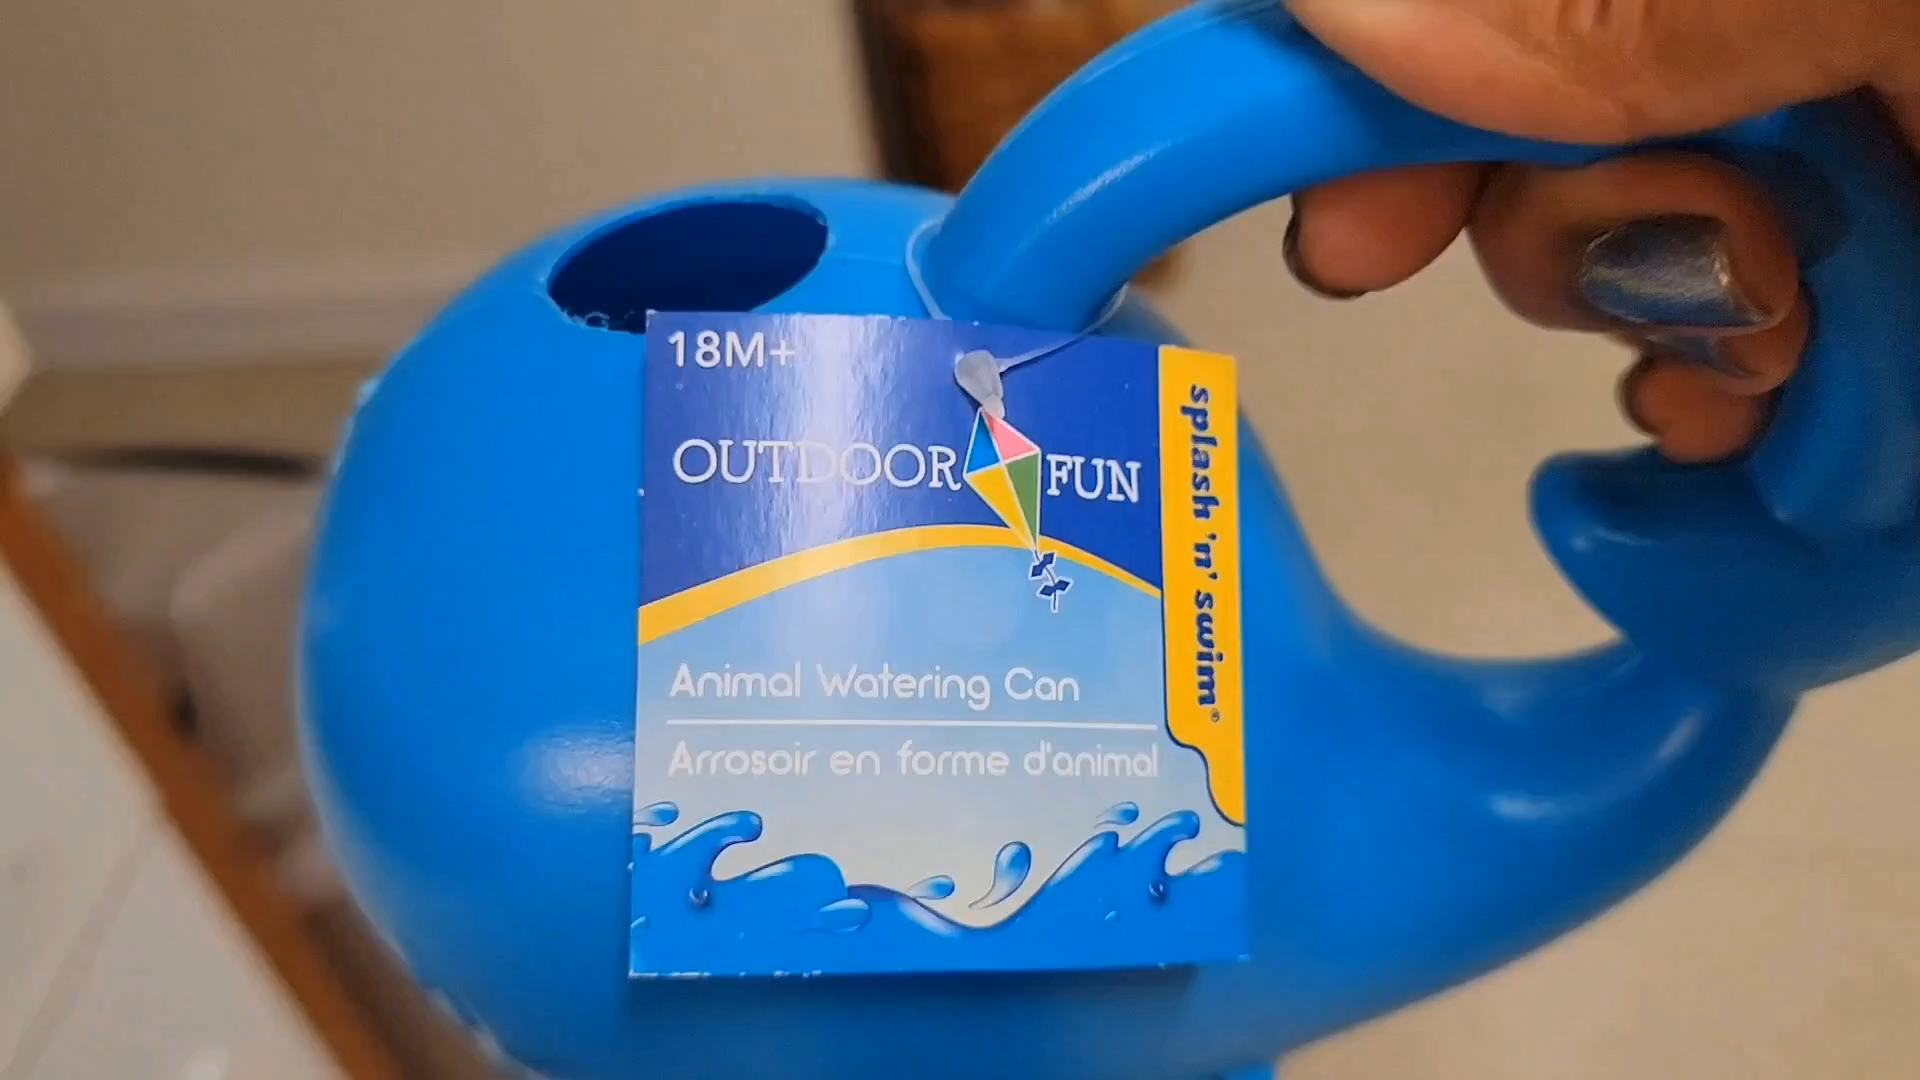 18M+
OUTDOOR FUN
splash 'n' swim®
Animal Watering Can
Arrosoir en forme d'animal